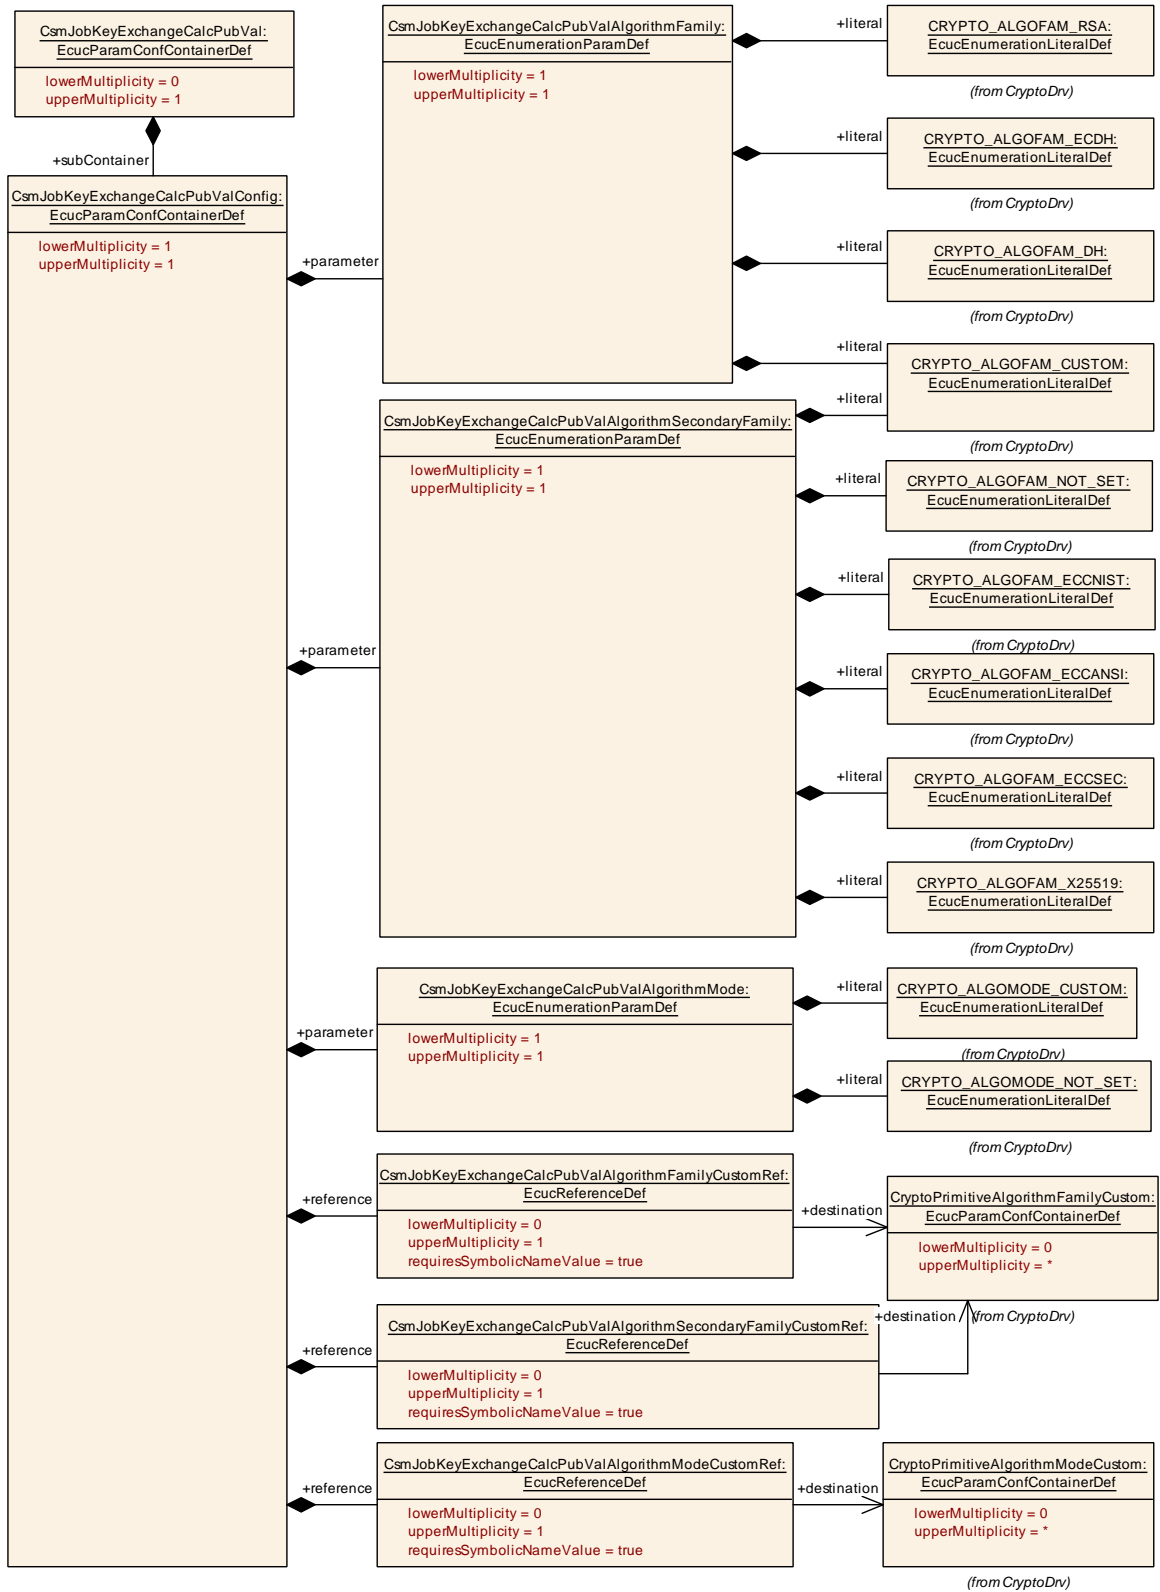 CsmJobKeyExchangeCalcPubVal:
EcucParamConfContainerDef
lowerMultiplicity = 0
upperMultiplicity = 1
+subContainer
CsmJobKeyExchangeCalcPubValConfig:
EcucParamConfContainerDef
lowerMultiplicity = 1
upperMultiplicity = 1
+parameter
CsmJobKeyExchangeCalcPubValAlgorithmFamily:
EcucEnumerationParamDef
lowerMultiplicity = 1
upperMultiplicity = 1
+literal
CRYPTO_ALGOFAM_RSA:
EcucEnumerationLiteralDef
(from CryptoDrv)
+literal
CRYPTO_ALGOFAM_ECDH:
EcucEnumerationLiteralDef
(from CryptoDrv)
+literal
CRYPTO_ALGOFAM_DH:
EcucEnumerationLiteralDef
(from CryptoDrv)
+literal
CRYPTO_ALGOFAM_CUSTOM:
EcucEnumerationLiteralDef
+literal
(from CryptoDrv)
+parameter
CsmJobKeyExchangeCalcPubValAlgorithmSecondaryFamily:
EcucEnumerationParamDef
lowerMultiplicity = 1
upperMultiplicity = 1
+literal
CRYPTO_ALGOFAM_NOT_SET:
EcucEnumerationLiteralDef
(from CryptoDrv)
+literal
CRYPTO_ALGOFAM_ECCNIST:
EcucEnumerationLiteralDef
(from CryptoDrv)
+literal
CRYPTO_ALGOFAM_ECCANSI:
EcucEnumerationLiteralDef
(from CryptoDrv)
+literal
CRYPTO_ALGOFAM_ECCSEC:
EcucEnumerationLiteralDef
(from CryptoDrv)
+literal
CRYPTO_ALGOFAM_X25519:
EcucEnumerationLiteralDef
(from CryptoDrv)
+parameter
CsmJobKeyExchangeCalcPubValAlgorithmMode:
EcucEnumerationParamDef
lowerMultiplicity = 1
upperMultiplicity = 1
+literal
CRYPTO_ALGOMODE_CUSTOM:
EcucEnumerationLiteralDef
(from CryptoDrv)
+literal
CRYPTO_ALGOMODE_NOT_SET:
EcucEnumerationLiteralDef
(from CryptoDrv)
+reference
CsmJobKeyExchangeCalcPubValAlgorithmFamilyCustomRef:
EcucReferenceDef
lowerMultiplicity = 0
upperMultiplicity = 1
requiresSymbolicNameValue = true
+destination
CryptoPrimitiveAlgorithmFamilyCustom:
EcucParamConfContainerDef
lowerMultiplicity = 0
upperMultiplicity = *
(from CryptoDrv)
+reference
CsmJobKeyExchangeCalcPubValAlgorithmSecondaryFamilyCustomRef:
EcucReferenceDef
lowerMultiplicity = 0
upperMultiplicity = 1
requiresSymbolicNameValue = true
+destination
+reference
CsmJobKeyExchangeCalcPubValAlgorithmModeCustomRef:
EcucReferenceDef
lowerMultiplicity = 0
upperMultiplicity = 1
requiresSymbolicNameValue = true
+destination
CryptoPrimitiveAlgorithmModeCustom:
EcucParamConfContainerDef
lowerMultiplicity = 0
upperMultiplicity = *
(from CryptoDrv)